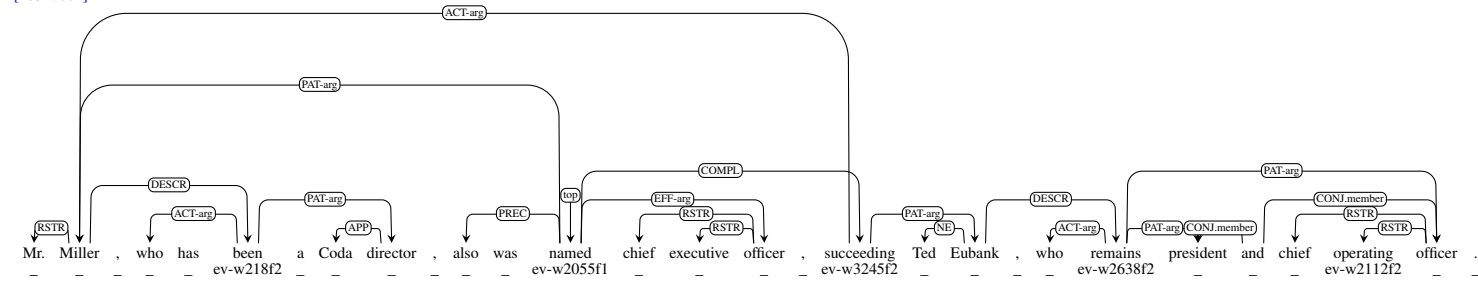 ACT-arg
PAT-arg
COMPL PAT-arg
DESCR top
PAT-arg EFF-arg DESCR CONJ.member
ACT-arg PREC RSTR PAT-arg RSTR
RSTR APP RSTR NE ACT-arg PAT-arg CONJ.member RSTR
Mr. Miller , who has been a Coda director , also was named chief executive officer , succeeding Ted Eubank , who remains president and chief operating officer .
_ _ _ _ _ ev-w218f2 _ _ _ _ _ _ ev-w2055f1 _ _ _ _ ev-w3245f2 _ _ _ _ ev-w2638f2 _ _ _ ev-w2112f2 _ _